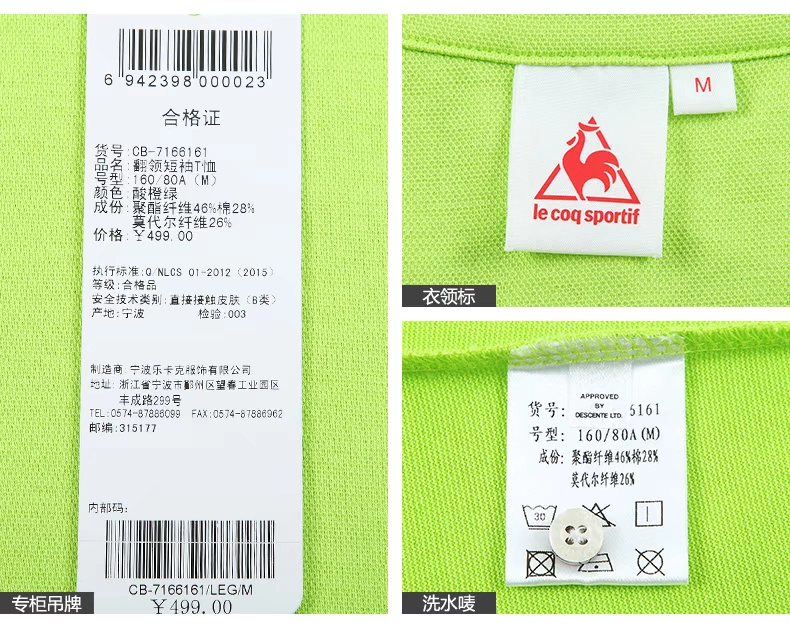 6 942398 000023
合格证
货号:CB-7166161
品名:翻领短袖T恤
号型:160/80A（M）
颜色:酸橙绿
成份:聚酯纤维46%棉28%
莫代尔纤维26%
价格:￥499.00
执行标准:Q/NLCS 01-2012（2015）
等级:合格品
安全技术类别:直接接触皮肤（B类）
产地:宁波 检验:003
制造商 宁波乐卡克服饰有限公司
地址: 浙江省宁波市鄞州区望春工业园区
丰成路299号
TEL:0574-87886099 FAX:0574-87886962
邮编:315177
内部码:
CB-7166161/LEG/M
￥499.00
专柜吊牌
le coq sportif
M
衣领标
APPROVED
BY
DESCENTE LTD.
货号: 6161
号型: 160/80A(M)
成份: 聚酯纤维46%棉28%
莫代尔纤维26%
30
洗水唛